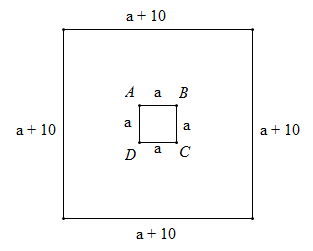 a + 10
A a B
a a
a + 10 a + 10
D a C
a + 10